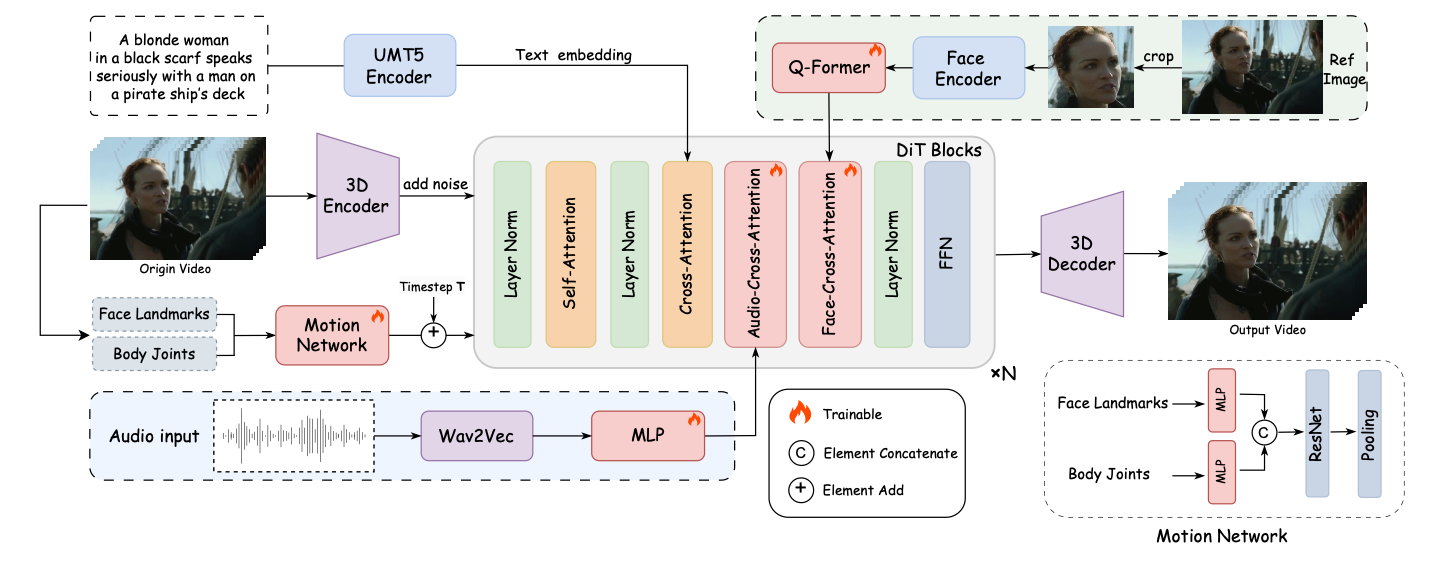 A blonde woman
in a black scarf speaks
seriously with a man on
a pirate ship's deck
UMT5
Encoder
Text embedding
Q-Former
Face
Encoder
crop
Ref
Image
Origin Video
3D
Encoder
add noise
DiT Blocks
Layer Norm
Self-Attention
Layer Norm
Cross-Attention
Audio-Cross-Attention
Face-Cross-Attention
Layer Norm
FFN
×N
3D
Decoder
Output Video
Face Landmarks
Body Joints
Motion
Network
Timestep T
+
Audio input
Wav2Vec
MLP
Trainable
C Element Concatenate
+ Element Add
Face Landmarks
MLP
Body Joints
MLP
C
ResNet
Pooling
Motion Network